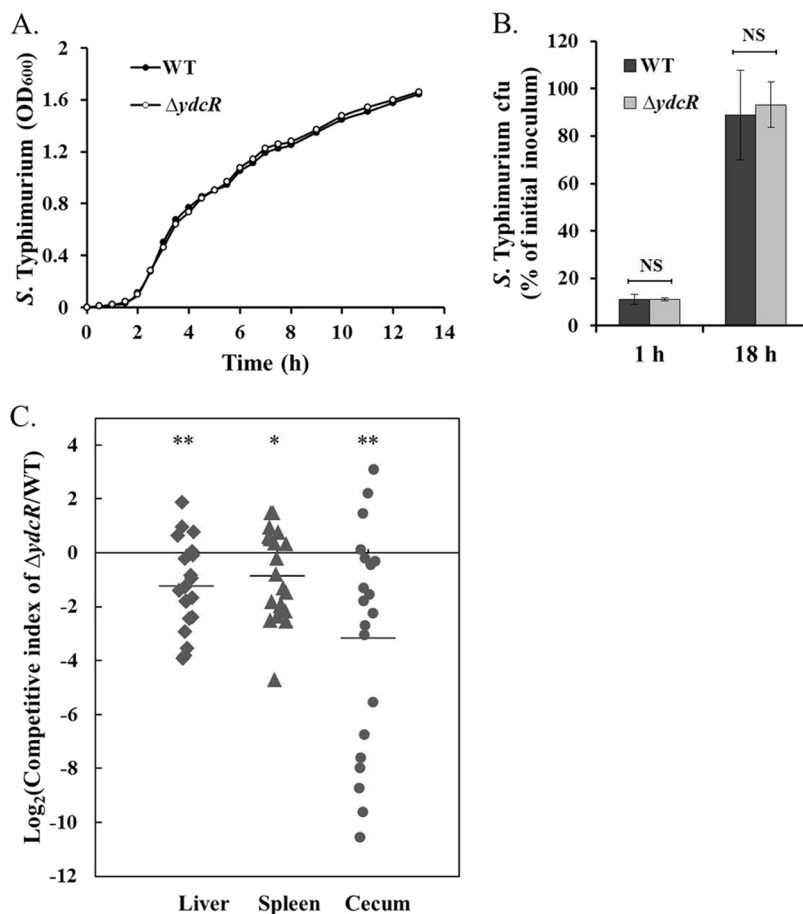 A.
S. Typhimurium (OD600)
2
1.6
1.2
0.8
0.4
0
WT
ΔydcR
0 2 4 6 8 10 12 14
Time (h)
B.
S. Typhimurium cfu
(% of initial inoculum)
120
100
80
60
40
20
0
WT
ΔydcR
NS
NS
1 h 18 h
C.
Log2(Competitive index of ΔydcR/WT)
4
2
0
-2
-4
-6
-8
-10
-12
** * **
Liver Spleen Cecum